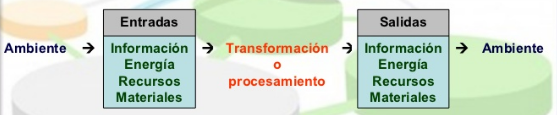 Entradas
Salidas
Ambiente → Información → Transformación → Información → Ambiente
Energía o Energía
Recursos procesamiento Recursos
Materiales Materiales